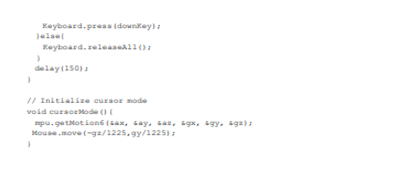 Keyboard.press(downKey);
}else{
Keyboard.releaseAll();
}
delay(150);
}
// Initialize cursor mode
void cursorMode(){
mpu.getMotion6(&ax, &ay, &az, &gx, &gy, &gz);
Mouse.move(-gz/1225,gy/1225);
}